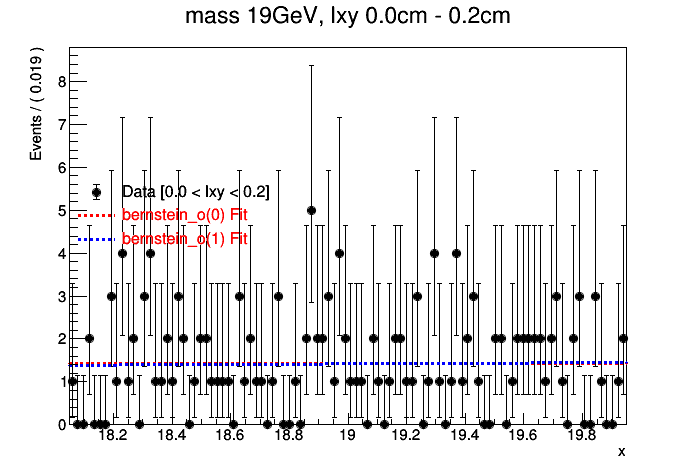 mass 19GeV, lxy 0.0cm - 0.2cm
Events / ( 0.019 )
8
7
6
5
4
3
2
1
0
Data [0.0 < lxy < 0.2]
bernstein_o(0) Fit
bernstein_o(1) Fit
18.2 18.4 18.6 18.8 19 19.2 19.4 19.6 19.8
x